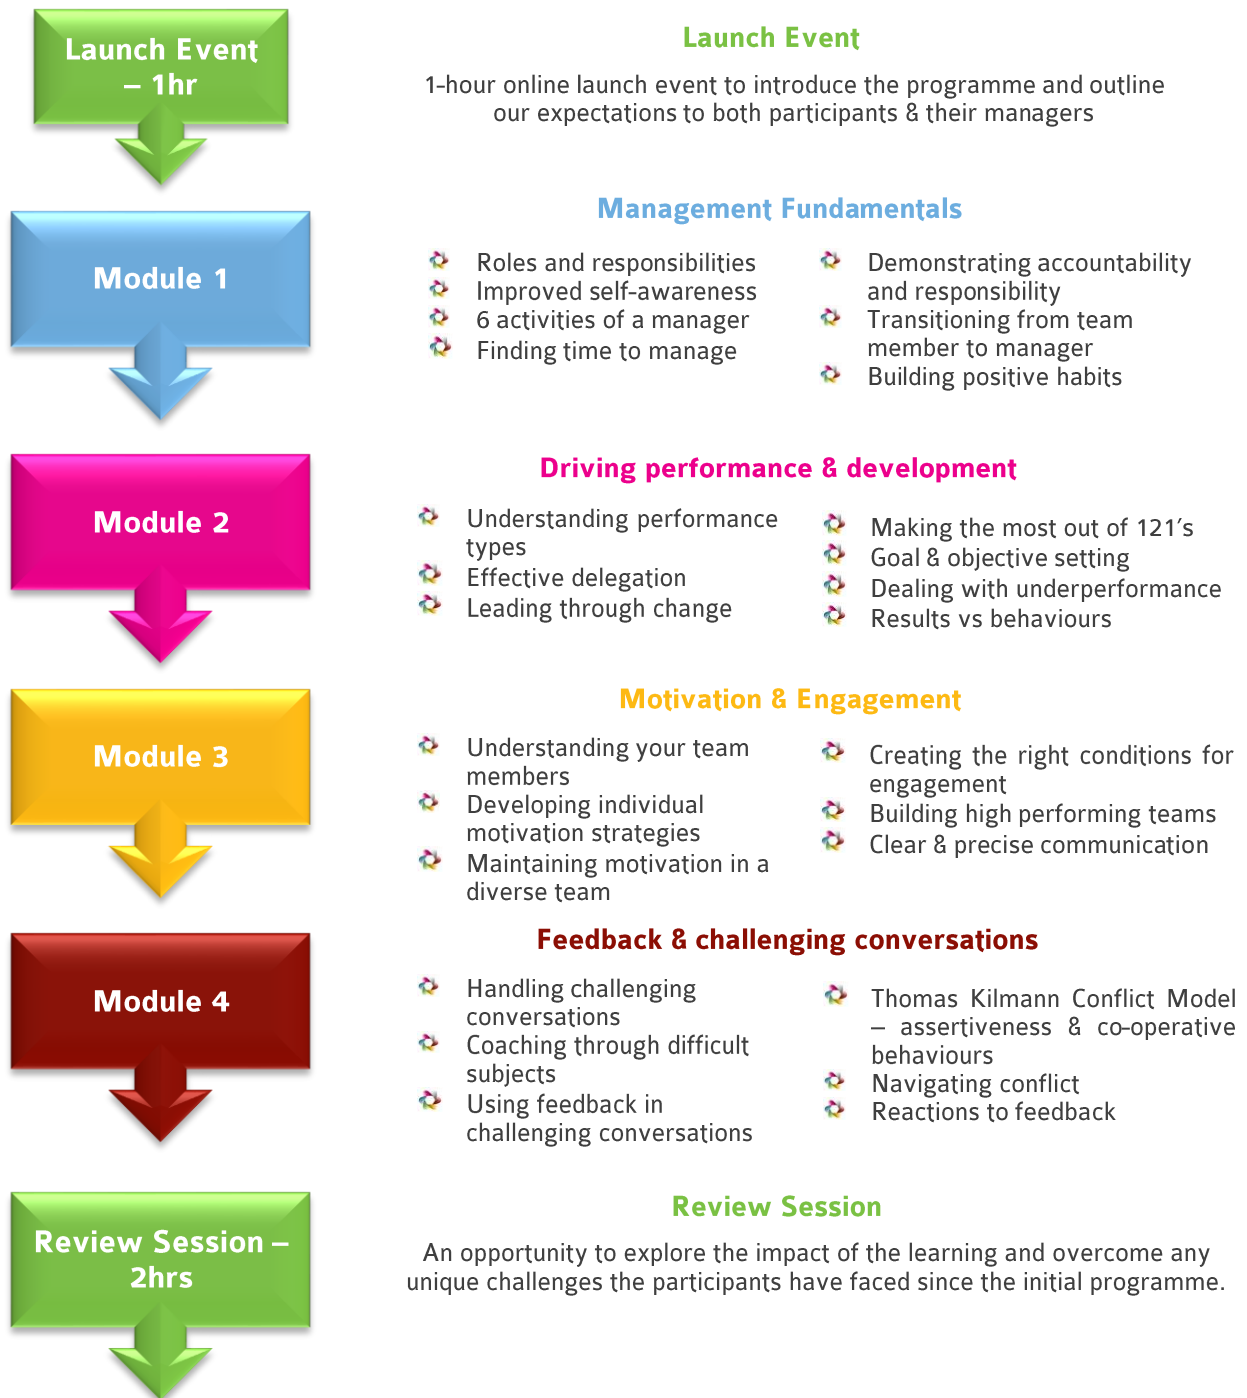 Launch Event
– 1hr
Launch Event
1-hour online launch event to introduce the programme and outline
our expectations to both participants & their managers
Module 1
Management Fundamentals
Roles and responsibilities
Improved self-awareness
6 activities of a manager
Finding time to manage
Demonstrating accountability
and responsibility
Transitioning from team
member to manager
Building positive habits
Module 2
Driving performance & development
Understanding performance
types
Effective delegation
Leading through change
Making the most out of 121's
Goal & objective setting
Dealing with underperformance
Results vs behaviours
Module 3
Motivation & Engagement
Understanding your team
members
Developing individual
motivation strategies
Maintaining motivation in a
diverse team
Creating the right conditions for
engagement
Building high performing teams
Clear & precise communication
Module 4
Feedback & challenging conversations
Handling challenging
conversations
Coaching through difficult
subjects
Using feedback in
challenging conversations
Thomas Kilmann Conflict Model
– assertiveness & co-operative
behaviours
Navigating conflict
Reactions to feedback
Review Session –
2hrs
Review Session
An opportunity to explore the impact of the learning and overcome any
unique challenges the participants have faced since the initial programme.